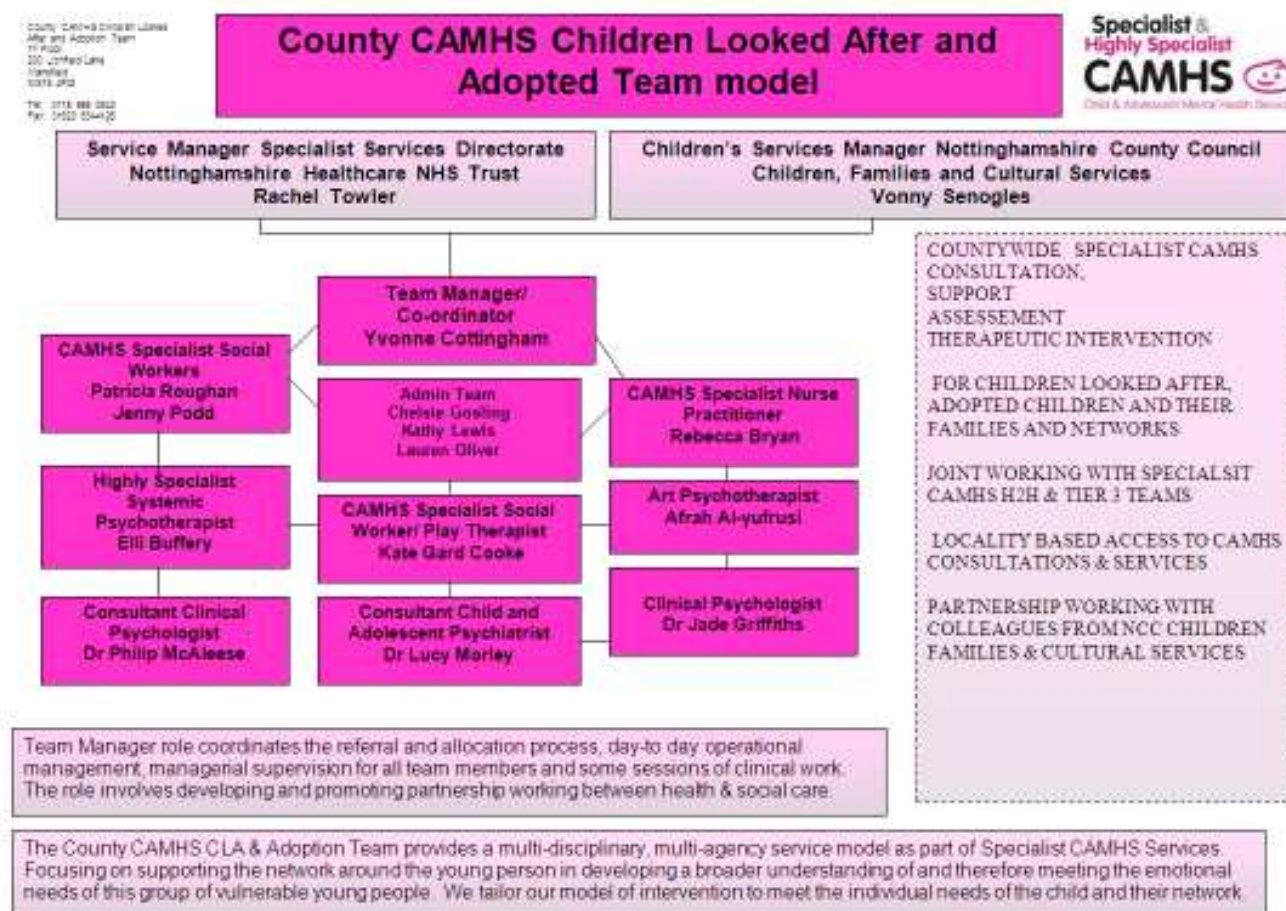 After and Adoption Team
Mansfield
County CAMHS Children Looked After and
Adopted Team model
Specialist &
Highly Specialist
CAMHS
Child & Adolescent Mental Health Services
Service Manager Specialist Services Directorate
Nottinghamshire Healthcare NHS Trust
Rachel Towler
Children's Services Manager Nottinghamshire County Council
Children, Families and Cultural Services
Vonny Senogles
Team Manager/
Co-ordinator
Yvonne Cottingham
CAMHS Specialist Social
Workers
Patricia Roughan
Jenny Podd
Admin Team
Chelsie Gosling
Kathy Lewis
Lauren Oliver
CAMHS Specialist Nurse
Practitioner
Rebecca Bryan
Highly Specialist
Systemic
Psychotherapist
Elli Buffery
CAMHS Specialist Social
Worker/ Play Therapist
Kate Gard Cooke
Art Psychotherapist
Afrah Al-yufrusi
Consultant Clinical
Psychologist
Dr Philip McAleese
Consultant Child and
Adolescent Psychiatrist
Dr Lucy Morley
Clinical Psychologist
Dr Jade Griffiths
COUNTYWIDE SPECIALIST CAMHS
CONSULTATION,
SUPPORT
ASSESSEMENT
THERAPEUTIC INTERVENTION
FOR CHILDREN LOOKED AFTER,
ADOPTED CHILDREN AND THEIR
FAMILIES AND NETWORKS
JOINT WORKING WITH SPECIALSIT
CAMHS H2H & TIER 3 TEAMS
LOCALITY BASED ACCESS TO CAMHS
CONSULTATIONS & SERVICES
PARTNERSHIP WORKING WITH
COLLEAGUES FROM NCC CHILDREN
FAMILIES & CULTURAL SERVICES
Team Manager role coordinates the referral and allocation process, day-to day operational
management, managerial supervision for all team members and some sessions of clinical work.
The role involves developing and promoting partnership working between health & social care.
The County CAMHS CLA & Adoption Team provides a multi-disciplinary, multi-agency service model as part of Specialist CAMHS Services.
Focusing on supporting the network around the young person in developing a broader understanding of and therefore meeting the emotional
needs of this group of vulnerable young people. We tailor our model of intervention to meet the individual needs of the child and their network.